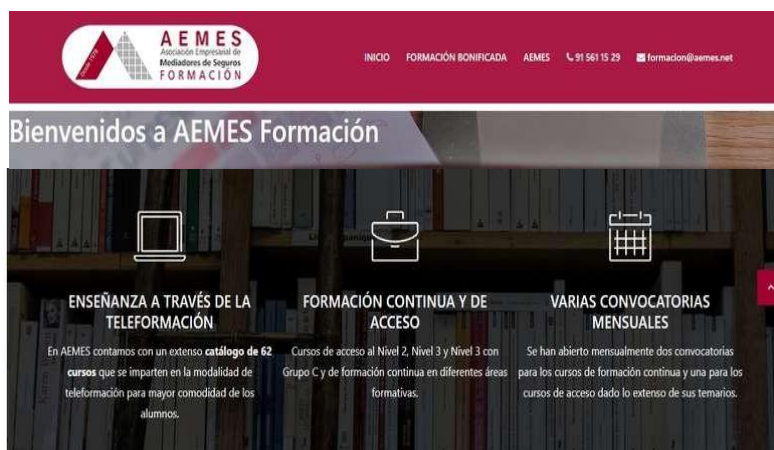 Desde 1978
AEMES
Asociación Empresarial de
Mediadores de Seguros
FORMACIÓN
INICIO FORMACIÓN BONIFICADA AEMES 91 561 15 29 formacion@aemes.net
Bienvenidos a AEMES Formación
ENSEÑANZA A TRAVÉS DE LA
TELEFORMACIÓN
En AEMES contamos con un extenso catálogo de 62
cursos que se imparten en la modalidad de
teleformación para mayor comodidad de los
alumnos.
FORMACIÓN CONTINUA Y DE
ACCESO
Cursos de acceso al Nivel 2, Nivel 3 y Nivel 3 con
Grupo C y de formación continua en diferentes áreas
formativas.
VARIAS CONVOCATORIAS
MENSUALES
Se han abierto mensualmente dos convocatorias
para los cursos de formación continua y una para los
cursos de acceso dado lo extenso de sus temarios.